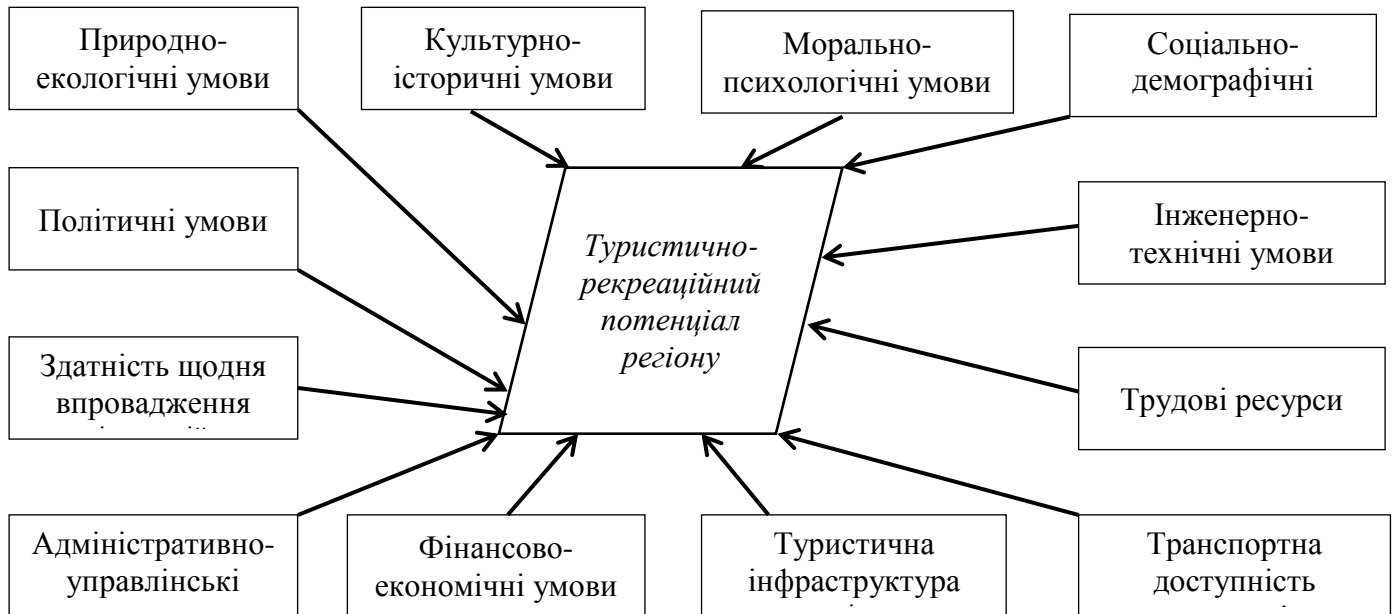 Природно-
екологічні умови
Культурно-
історичні умови
Морально-
психологічні умови
Соціально-
демографічні
Політичні умови
Інженерно-
технічні умови
Туристично-
рекреаційний
потенціал
регіону
Здатність щодня
впровадження
Трудові ресурси
Адміністративно-
управлінські
Фінансово-
економічні умови
Туристична
інфраструктура
Транспортна
доступність